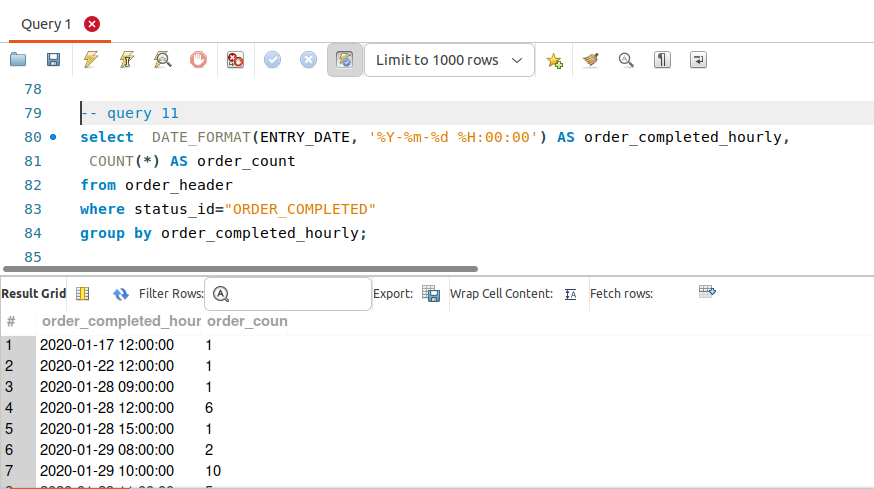 Query 1
Limit to 1000 rows
78
79 -- query 11
80 select  DATE_FORMAT(ENTRY_DATE, '%Y-%m-%d %H:00:00') AS order_completed_hourly,
81  COUNT(*) AS order_count
82 from order_header
83 where status_id="ORDER_COMPLETED"
84 group by order_completed_hourly;
85
Result Grid Filter Rows: Export: Wrap Cell Content: Fetch rows:
# order_completed_hour order_coun
1 2020-01-17 12:00:00 1
2 2020-01-22 12:00:00 1
3 2020-01-28 09:00:00 1
4 2020-01-28 12:00:00 6
5 2020-01-28 15:00:00 1
6 2020-01-29 08:00:00 2
7 2020-01-29 10:00:00 10